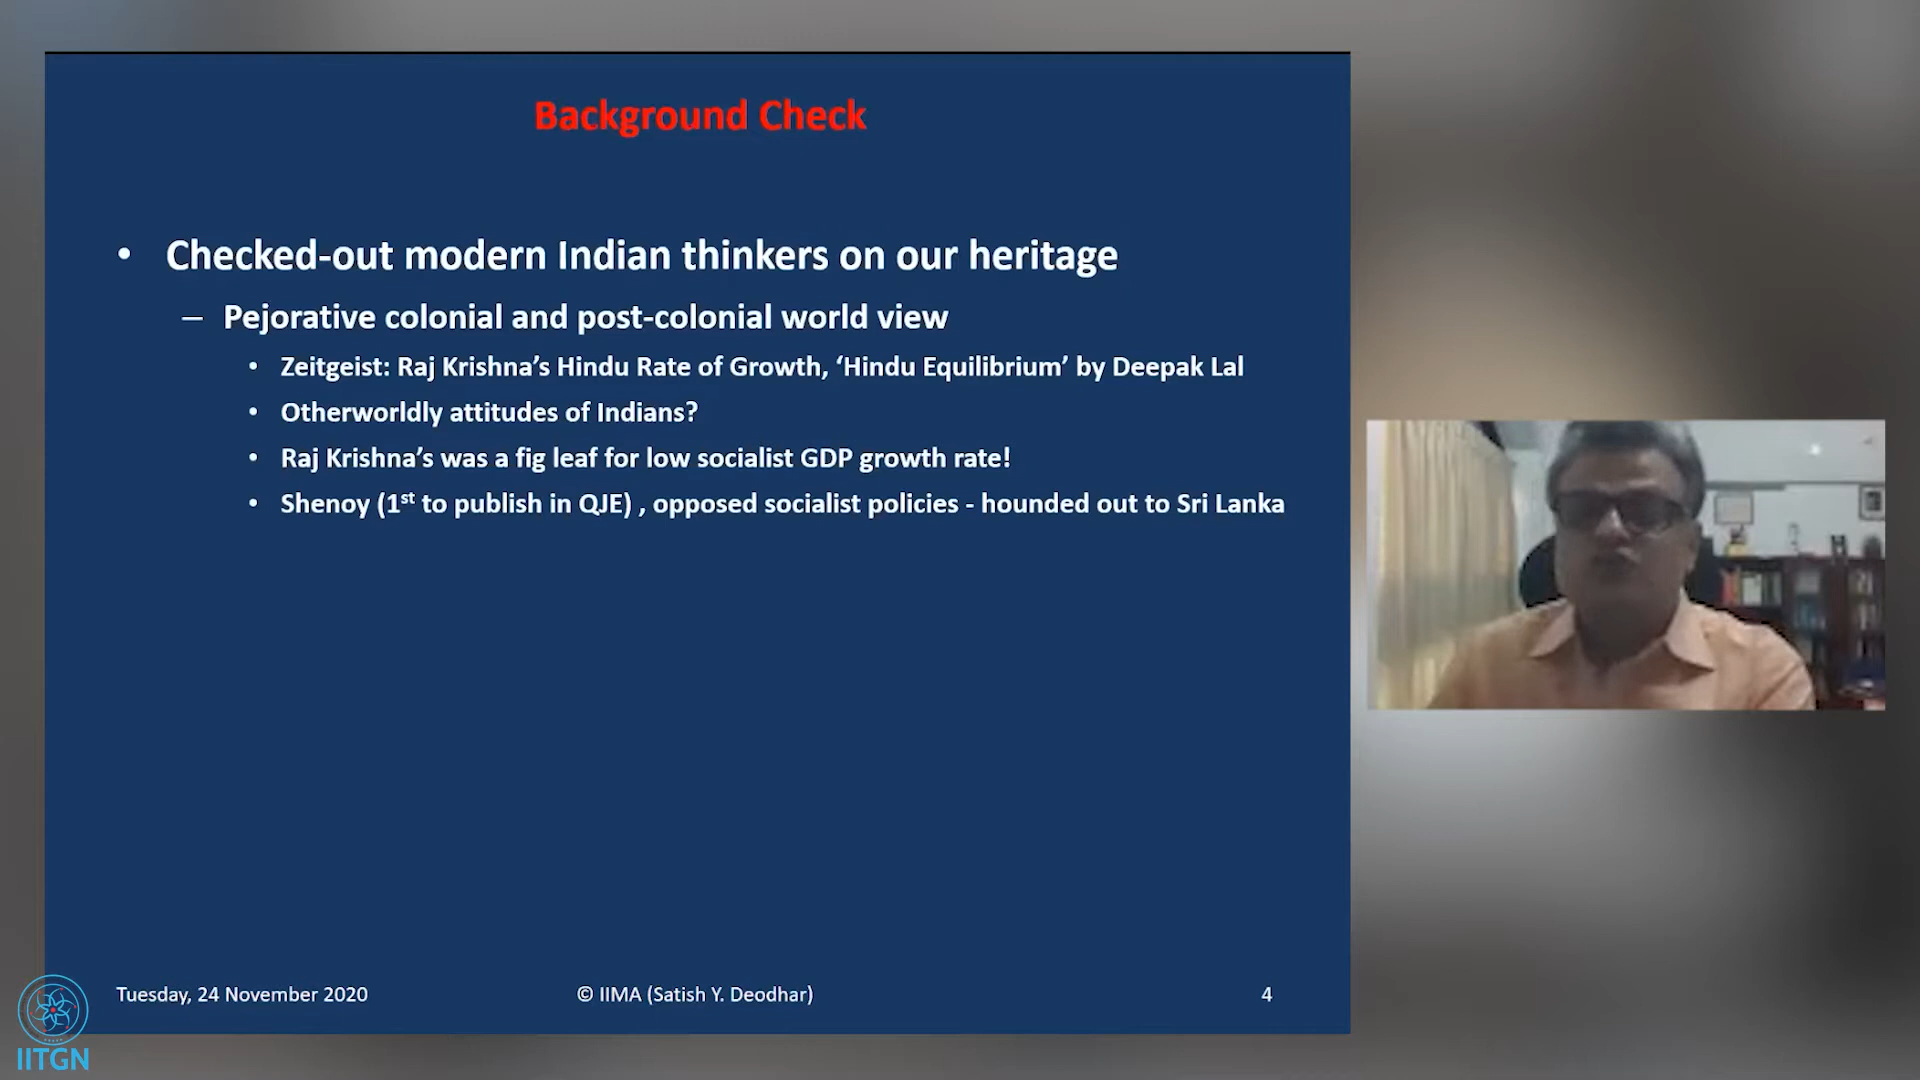 Background Check
• Checked-out modern Indian thinkers on our heritage
– Pejorative colonial and post-colonial world view
• Zeitgeist: Raj Krishna’s Hindu Rate of Growth, ‘Hindu Equilibrium’ by Deepak Lal
• Otherworldly attitudes of Indians?
• Raj Krishna’s was a fig leaf for low socialist GDP growth rate!
• Shenoy (1st to publish in QJE) , opposed socialist policies - hounded out to Sri Lanka
Tuesday, 24 November 2020
© IIMA (Satish Y. Deodhar)
4
IITGN